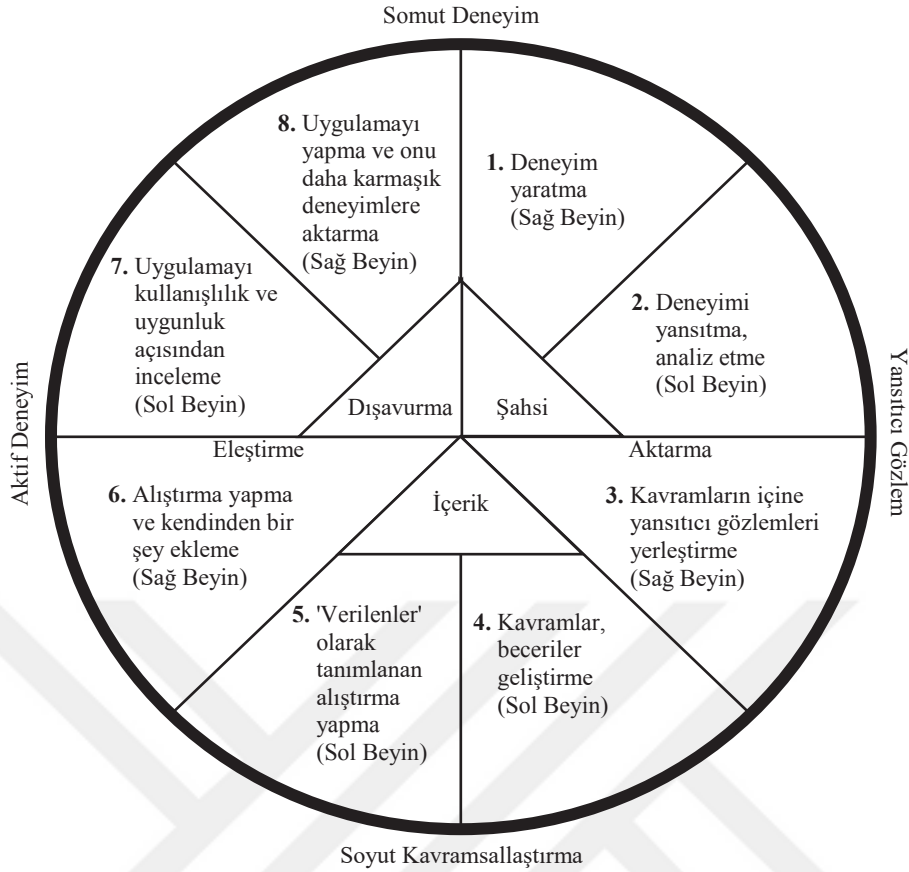 Somut Deneyim
8. Uygulamayı
yapma ve onu
daha karmaşık
deneyimlere
aktarma
(Sağ Beyin)
1. Deneyim
yaratma
(Sağ Beyin)
7. Uygulamayı
kullanışlılık ve
uygunluk
açısından
inceleme
(Sol Beyin)
2. Deneyimi
yansıtma,
analiz etme
(Sol Beyin)
Aktif Deneyim
Yansıtıcı Gözlem
Dışavurma
Şahsi
Eleştirme
Aktarma
İçerik
6. Alıştırma yapma
ve kendinden bir
şey ekleme
(Sağ Beyin)
3. Kavramların içine
yansıtıcı gözlemleri
yerleştirme
(Sağ Beyin)
5. 'Verilenler'
olarak
tanımlanan
alıştırma
yapma
(Sol Beyin)
4. Kavramlar,
beceriler
geliştirme
(Sol Beyin)
Soyut Kavramsallaştırma